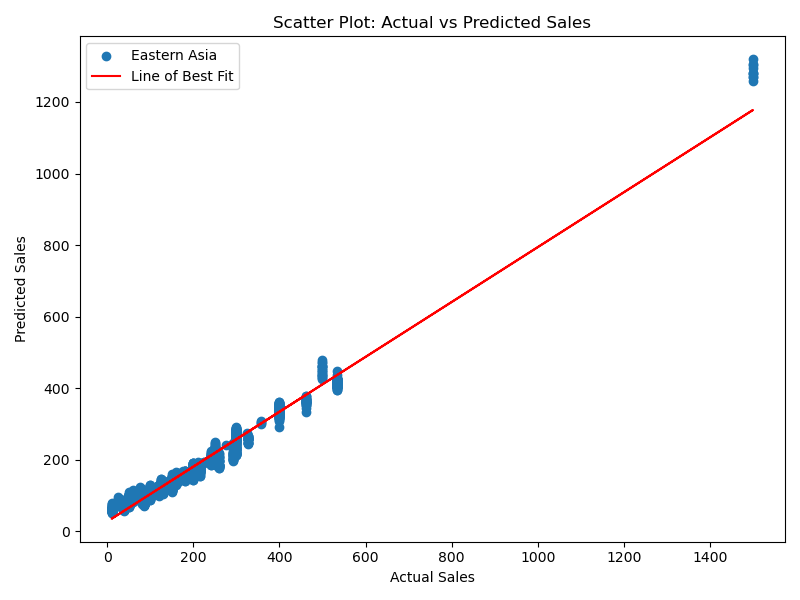 Scatter Plot: Actual vs Predicted Sales
Eastern Asia
Line of Best Fit
1200
1000
800
600
400
200
0
Predicted Sales
0 200 400 600 800 1000 1200 1400
Actual Sales